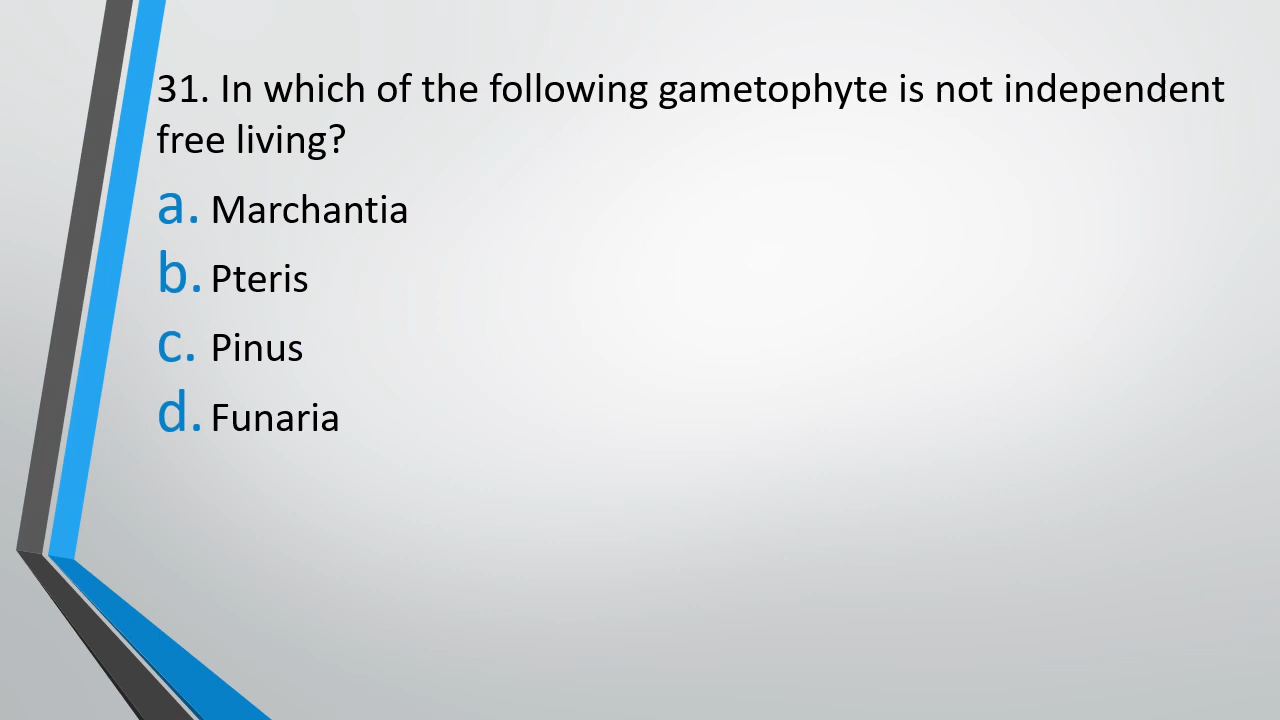 31. In which of the following gametophyte is not independent
free living?
a. Marchantia
b. Pteris
c. Pinus
d. Funaria